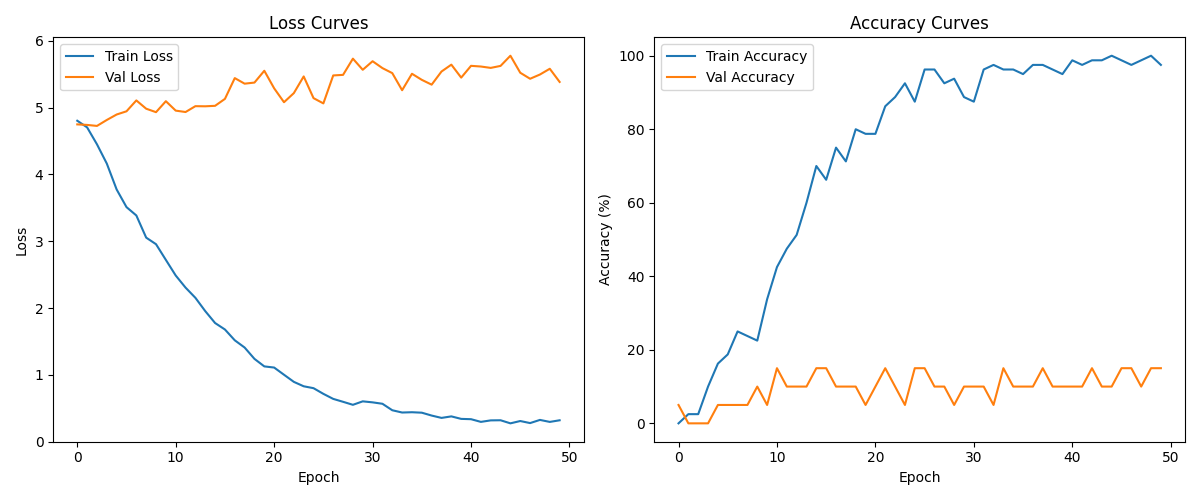 Loss Curves
Train Loss
Val Loss
6
5
4
3
2
1
0
Loss
0 10 20 30 40 50
Epoch
Accuracy Curves
Train Accuracy
Val Accuracy
100
80
60
40
20
0
Accuracy (%)
0 10 20 30 40 50
Epoch